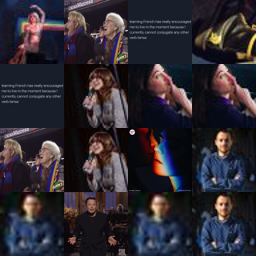 learning French has really encouraged
me to live in the moment because i
currently cannot conjugate any other
verb tense
learning French has really encouraged
me to live in the moment because i
currently cannot conjugate any other
verb tense